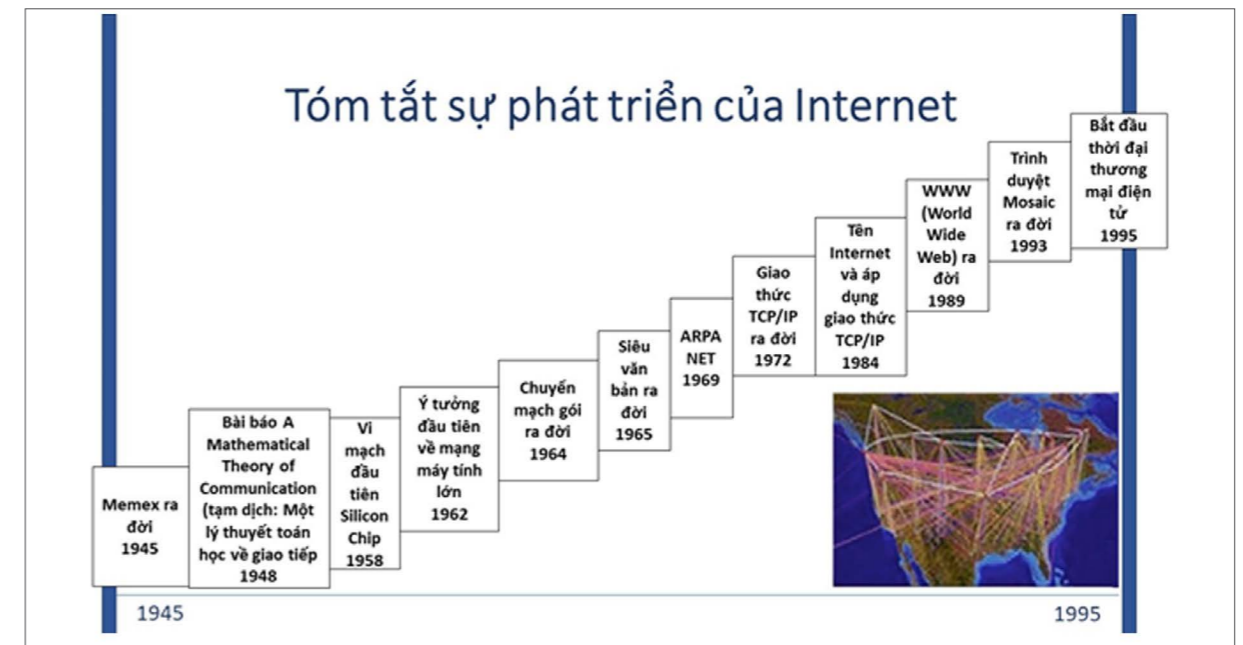 Tóm tắt sự phát triển của Internet
Memex ra
đời
1945
Bài báo A
Mathematical
Theory of
Communication
(tạm dịch: Một
lý thuyết toán
học về giao tiếp
1948
Vi
mạch
đầu
tiên
Silicon
Chip
1958
Ý tưởng
đầu tiên
về mạng
máy tính
lớn
1962
Chuyển
mạch gói
ra đời
1964
Siêu
văn
bản ra
đời
1965
ARPA
NET
1969
Giao
thức
TCP/IP
ra đời
1972
Tên
Internet
và áp
dụng
giao thức
TCP/IP
1984
WWW
(World
Wide
Web) ra
đời
1989
Trình
duyệt
Mosaic
ra đời
1993
Bắt đầu
thời đại
thương
mại điện
tử
1995
1945
1995